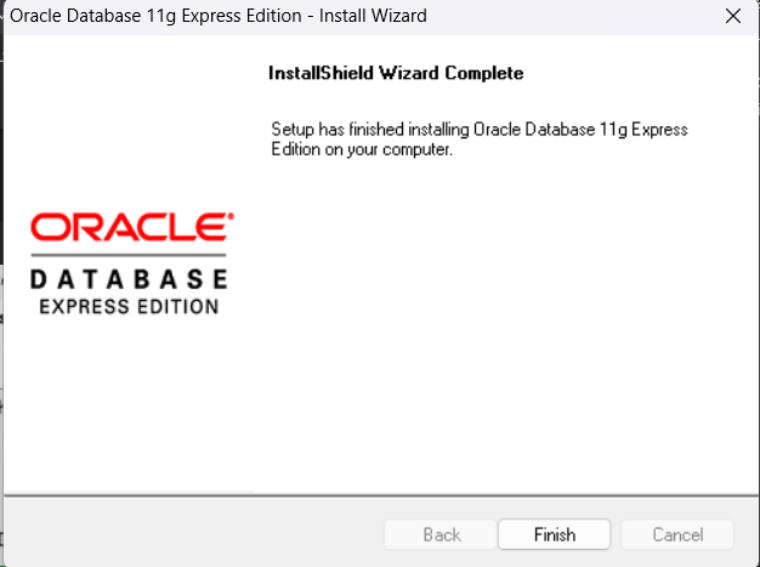 Oracle Database 11g Express Edition - Install Wizard
InstallShield Wizard Complete
Setup has finished installing Oracle Database 11g Express
Edition on your computer.
ORACLE®
DATABASE
EXPRESS EDITION
Back
Finish
Cancel